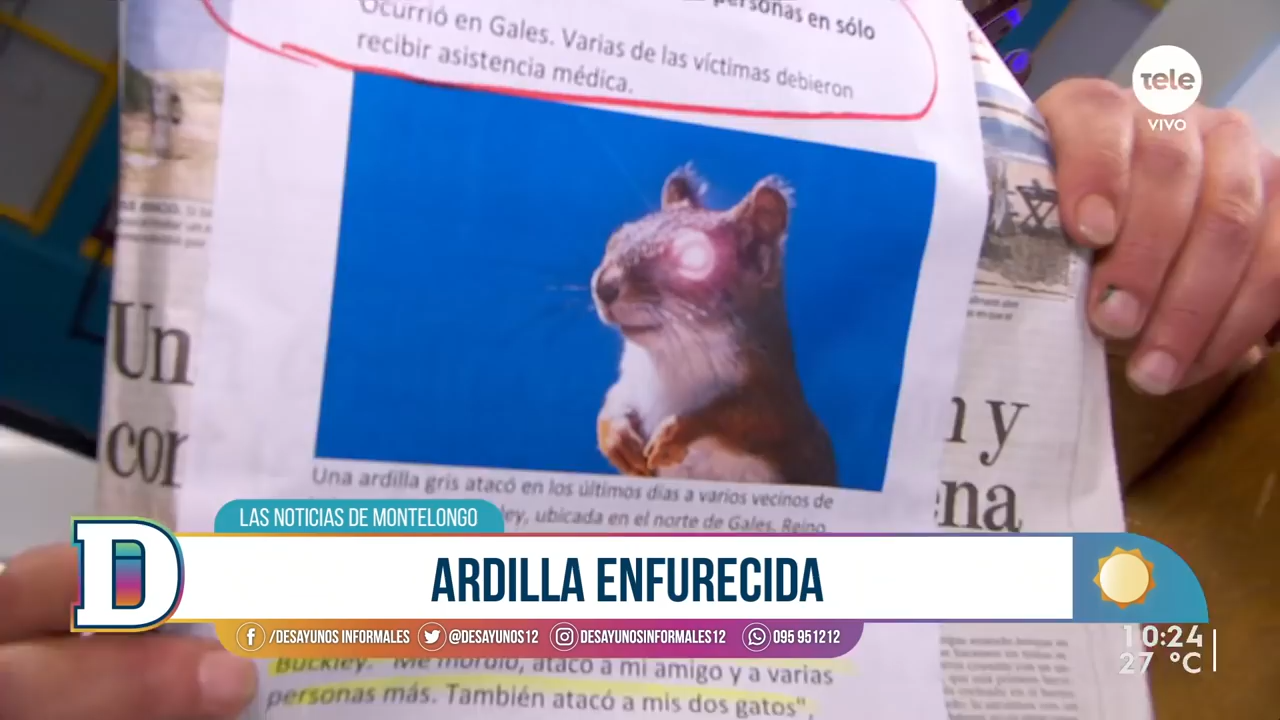 personas en sólo
Ocurrió en Gales. Varias de las víctimas debieron
recibir asistencia médica.
tele
VIVO
Un
con
n y
ena
Una ardilla gris atacó en los últimos días a varios vecinos de
ley, ubicada en el norte de Gales, Reino
LAS NOTICIAS DE MONTELONGO
D
ARDILLA ENFURECIDA
/DESAYUNOS INFORMALES @DESAYUNOS12 DESAYUNOSINFORMALES12 095 951212
10:24
27 °C
Buckley. "Me mordió, atacó a mi amigo y a varias
personas más. También atacó a mis dos gatos",